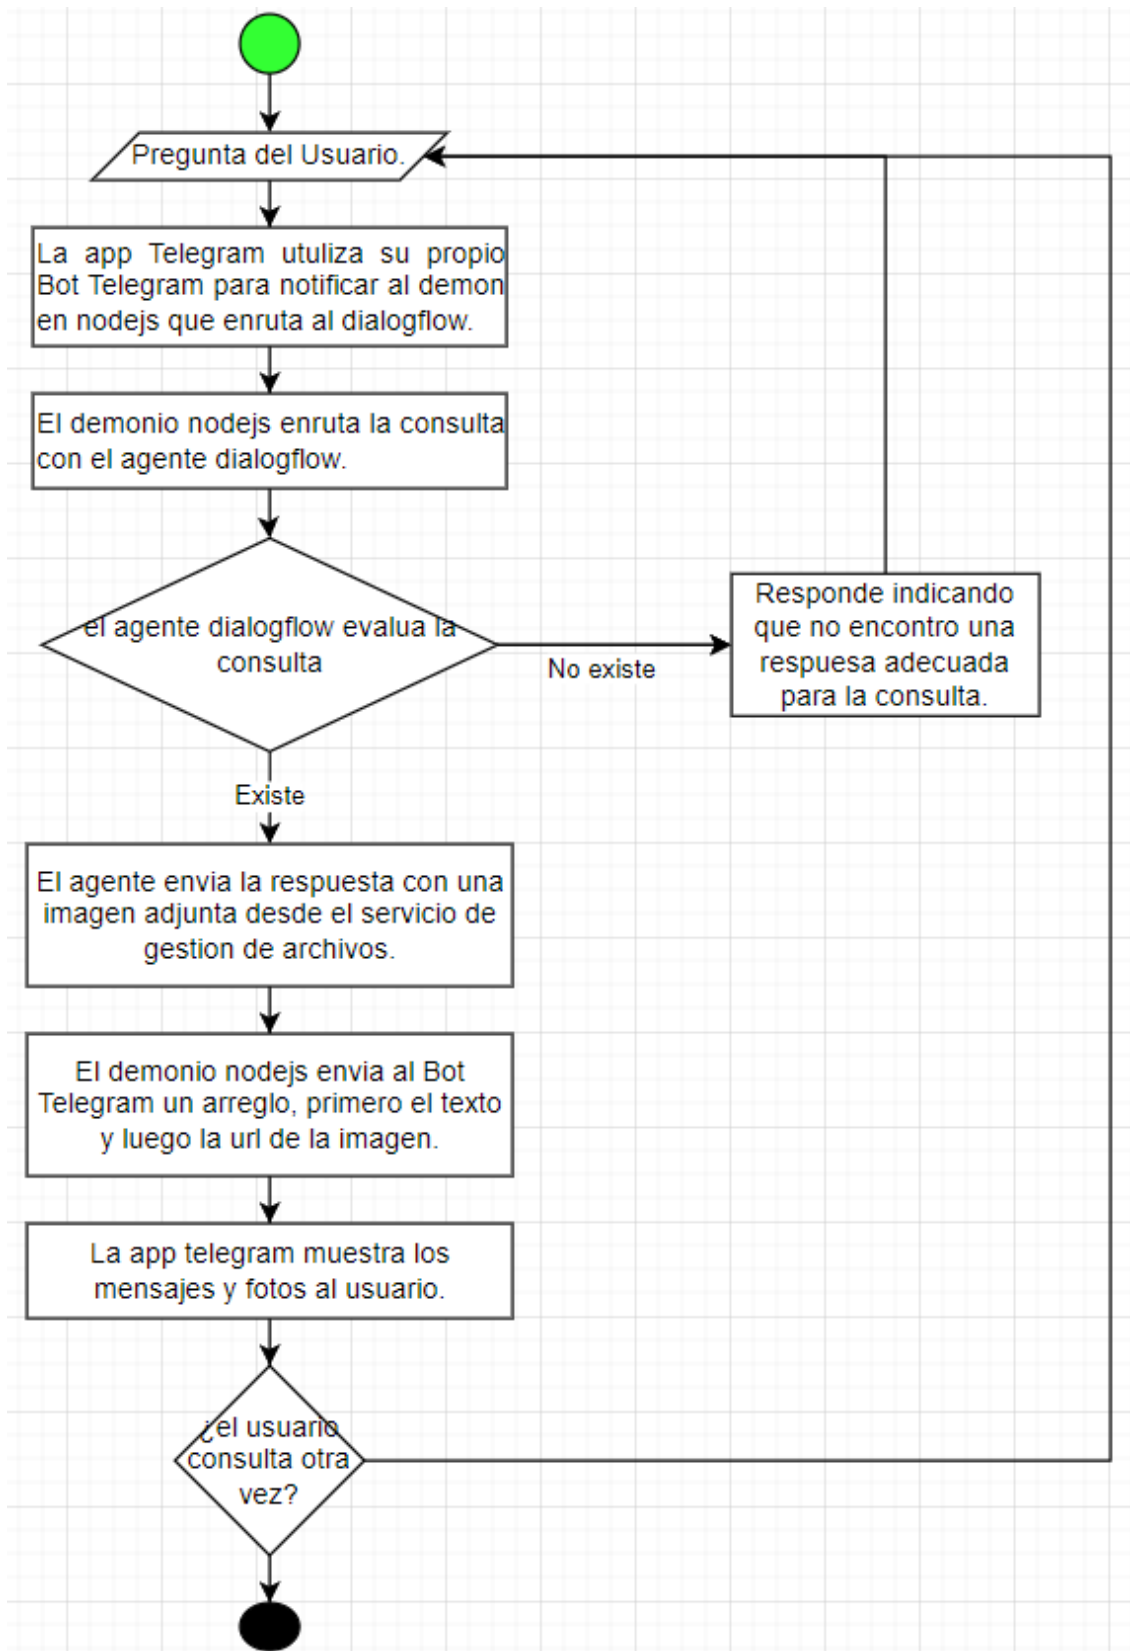 Pregunta del Usuario.
La app Telegram utuliza su propio
Bot Telegram para notificar al demon
en nodejs que enruta al dialogflow.
El demonio nodejs enruta la consulta
con el agente dialogflow.
el agente dialogflow evalua la
consulta
No existe
Responde indicando
que no encontro una
respuesa adecuada
para la consulta.
Existe
El agente envia la respuesta con una
imagen adjunta desde el servicio de
gestion de archivos.
El demonio nodejs envia al Bot
Telegram un arreglo, primero el texto
y luego la url de la imagen.
La app telegram muestra los
mensajes y fotos al usuario.
¿el usuario
consulta otra
vez?